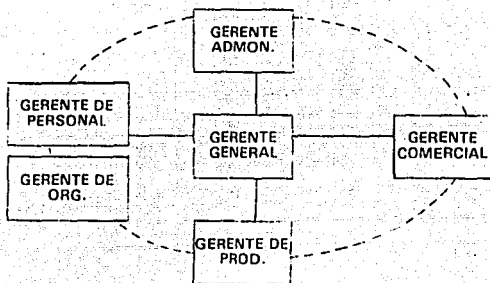 GERENTE
ADMON.
GERENTE DE
PERSONAL
GERENTE
GENERAL
GERENTE
COMERCIAL
GERENTE DE
ORG.
GERENTE DE
PROD.